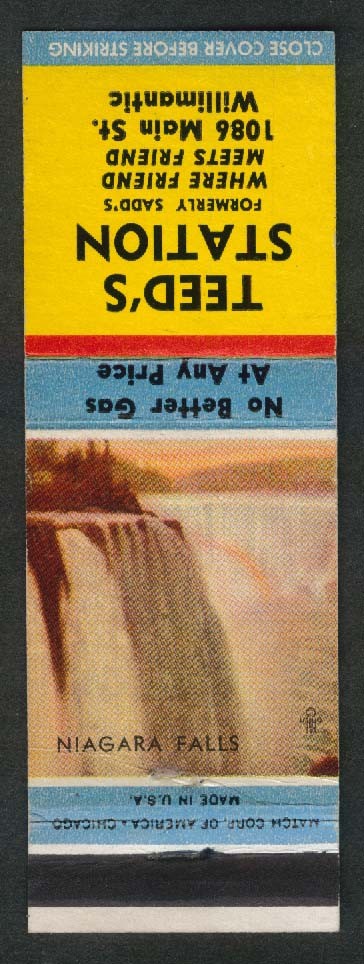 CLOSE COVER BEFORE STRIKING
TEED'S
STATION
FORMERLY SADD'S
WHERE FRIEND
MEETS FRIEND
1086 Main St.
Willimantic
No Better Gas
At Any Price
NIAGARA FALLS
MADE IN U.S.A.
MATCH CORP. OF AMERICA • CHICAGO